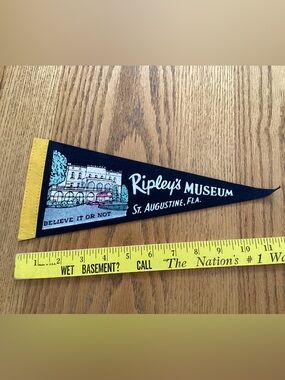 Ripley's MUSEUM
ST. AUGUSTINE, FLA.
BELIEVE IT OR NOT
1 2 3 4 5 6 7 8 9 10 11
WET BASEMENT? CALL "The Nation's #1